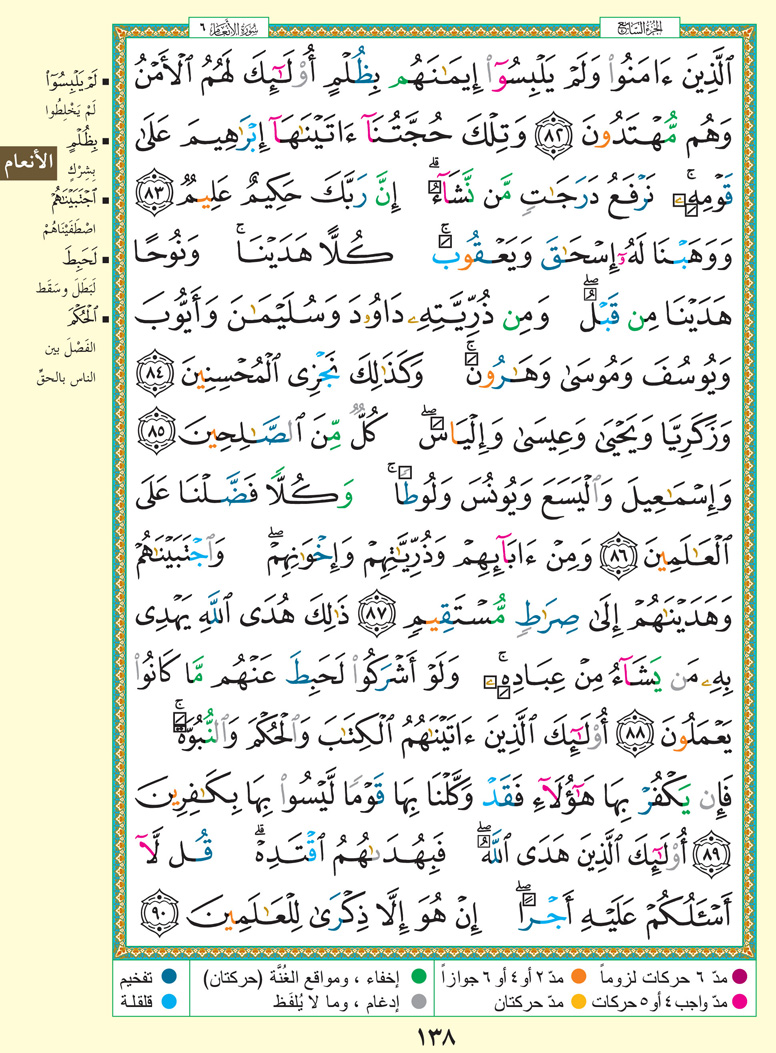 سورة الأنعام ٦
الجزء السابع
الَّذِينَ ءَامَنُوا۟ وَلَمْ يَلْبِسُوٓا۟ إِيمَـٰنَهُم بِظُلْمٍ أُو۟لَـٰٓئِكَ لَهُمُ ٱلْأَمْنُ
وَهُم مُّهْتَدُونَ ٨٢ وَتِلْكَ حُجَّتُنَآ ءَاتَيْنَـٰهَآ إِبْرَٰهِيمَ عَلَىٰ
قَوْمِهِۦ ۚ نَرْفَعُ دَرَجَـٰتٍ مَّن نَّشَآءُ ۗ إِنَّ رَبَّكَ حَكِيمٌ عَلِيمٌ ٨٣
وَوَهَبْنَا لَهُۥٓ إِسْحَـٰقَ وَيَعْقُوبَ ۚ كُلًّا هَدَيْنَا ۚ وَنُوحًا
هَدَيْنَا مِن قَبْلُ ۖ وَمِن ذُرِّيَّتِهِۦ دَاوُۥدَ وَسُلَيْمَـٰنَ وَأَيُّوبَ
وَيُوسُفَ وَمُوسَىٰ وَهَـٰرُونَ ۚ وَكَذَٰلِكَ نَجْزِى ٱلْمُحْسِنِينَ ٨٤
وَزَكَرِيَّا وَيَحْيَىٰ وَعِيسَىٰ وَإِلْيَاسَ ۖ كُلٌّ مِّنَ ٱلصَّـٰلِحِينَ ٨٥
وَإِسْمَـٰعِيلَ وَٱلْيَسَعَ وَيُونُسَ وَلُوطًا ۚ وَكُلًّا فَضَّلْنَا عَلَى
ٱلْعَـٰلَمِينَ ٨٦ وَمِنْ ءَابَآئِهِمْ وَذُرِّيَّـٰتِهِمْ وَإِخْوَٰنِهِمْ ۖ وَٱجْتَبَيْنَـٰهُمْ
وَهَدَيْنَـٰهُمْ إِلَىٰ صِرَٰطٍ مُّسْتَقِيمٍ ٨٧ ذَٰلِكَ هُدَى ٱللَّهِ يَهْدِى
بِهِۦ مَن يَشَآءُ مِنْ عِبَادِهِۦ ۚ وَلَوْ أَشْرَكُوا۟ لَحَبِطَ عَنْهُم مَّا كَانُوا۟
يَعْمَلُونَ ٨٨ أُو۟لَـٰٓئِكَ ٱلَّذِينَ ءَاتَيْنَـٰهُمُ ٱلْكِتَـٰبَ وَٱلْحُكْمَ وَٱلنُّبُوَّةَ ۚ
فَإِن يَكْفُرْ بِهَا هَـٰٓؤُلَآءِ فَقَدْ وَكَّلْنَا بِهَا قَوْمًا لَّيْسُوا۟ بِهَا بِكَـٰفِرِينَ
٨٩ أُو۟لَـٰٓئِكَ ٱلَّذِينَ هَدَى ٱللَّهُ ۖ فَبِهُدَىٰهُمُ ٱقْتَدِهْ ۗ قُل لَّآ
أَسْـَٔلُكُمْ عَلَيْهِ أَجْرًا ۖ إِنْ هُوَ إِلَّا ذِكْرَىٰ لِلْعَـٰلَمِينَ ٩٠
لَمْ يَلْبِسُوٓا۟
لَمْ يَخْلِطُوا
بِظُلْمٍ
بِشِرْكٍ
ٱجْتَبَيْنَـٰهُمْ
اصْطَفَيْنَاهُمْ
لَحَبِطَ
لَبَطَلَ وسَقَط
ٱلْحُكْمَ
الفَصْلَ بين
الناس بالحقِّ
الأنعام
مدّ ٦ حركات لزوماً
مدّ ٢ أو ٤ أو ٦ جوازاً
إخفاء ، ومواقع الغُنَّة (حركتان)
تفخيم
مدّ واجب ٤ أو ٥ حركات
مدّ حركتان
إدغام ، وما لا يُلفَظ
قلقلة
١٣٨